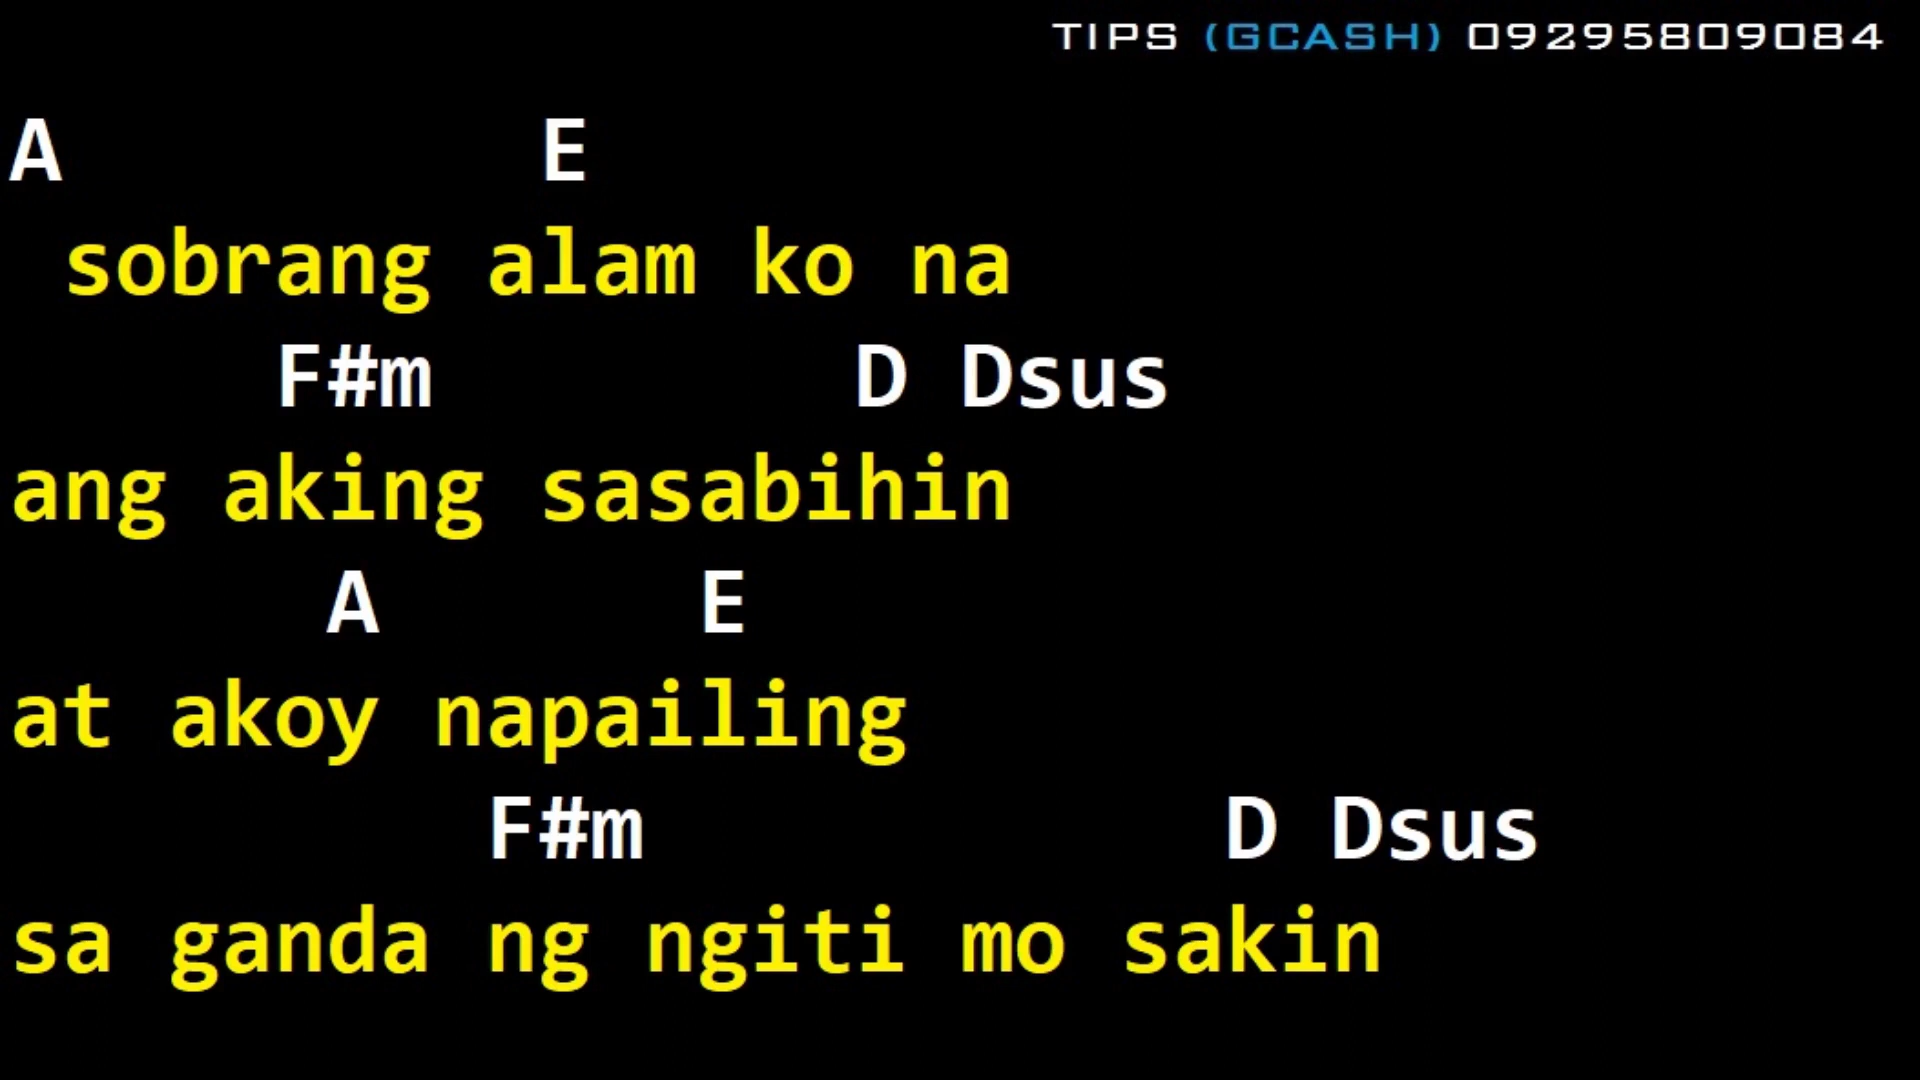 TIPS (GCASH) 09295809084
A E
sobrang alam ko na
F#m D Dsus
ang aking sasabihin
A E
at akoy napailing
F#m D Dsus
sa ganda ng ngiti mo sakin